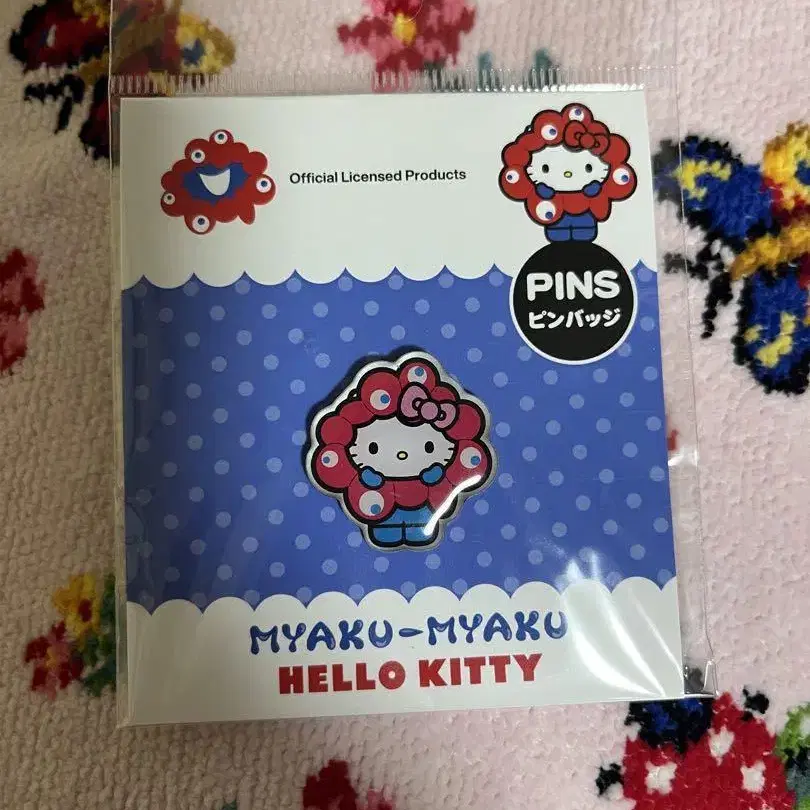 Official Licensed Products
PINS
ピンバッジ
MYAKU-MYAKU
HELLO KITTY